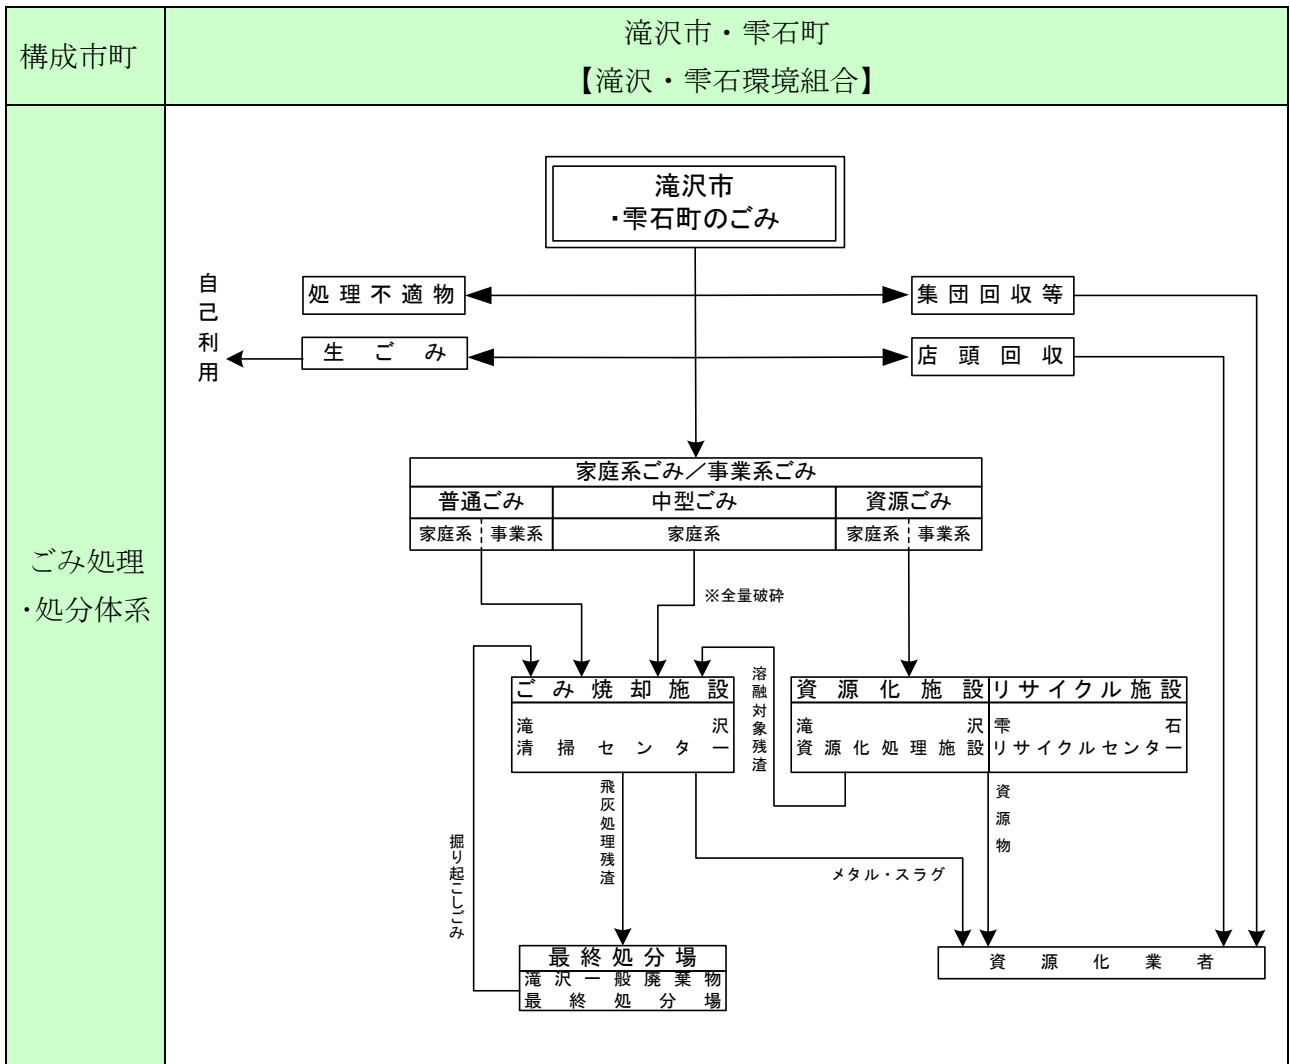 構成市町
滝沢市・雫石町
【滝沢・雫石環境組合】
ごみ処理
・処分体系
滝沢市
・雫石町のごみ
自己利用
処理不適物
集団回収等
生ごみ
店頭回収
家庭系ごみ／事業系ごみ
普通ごみ
中型ごみ
資源ごみ
家庭系
事業系
家庭系
家庭系
事業系
※全量破砕
溶融対象残渣
ごみ焼却施設
滝沢
清掃センター
資源化施設
滝沢
資源化処理施設
リサイクル施設
雫石
リサイクルセンター
飛灰処理残渣
資源物
掘り起こしごみ
メタル・スラグ
最終処分場
滝沢一般廃棄物
最終処分場
資源化業者